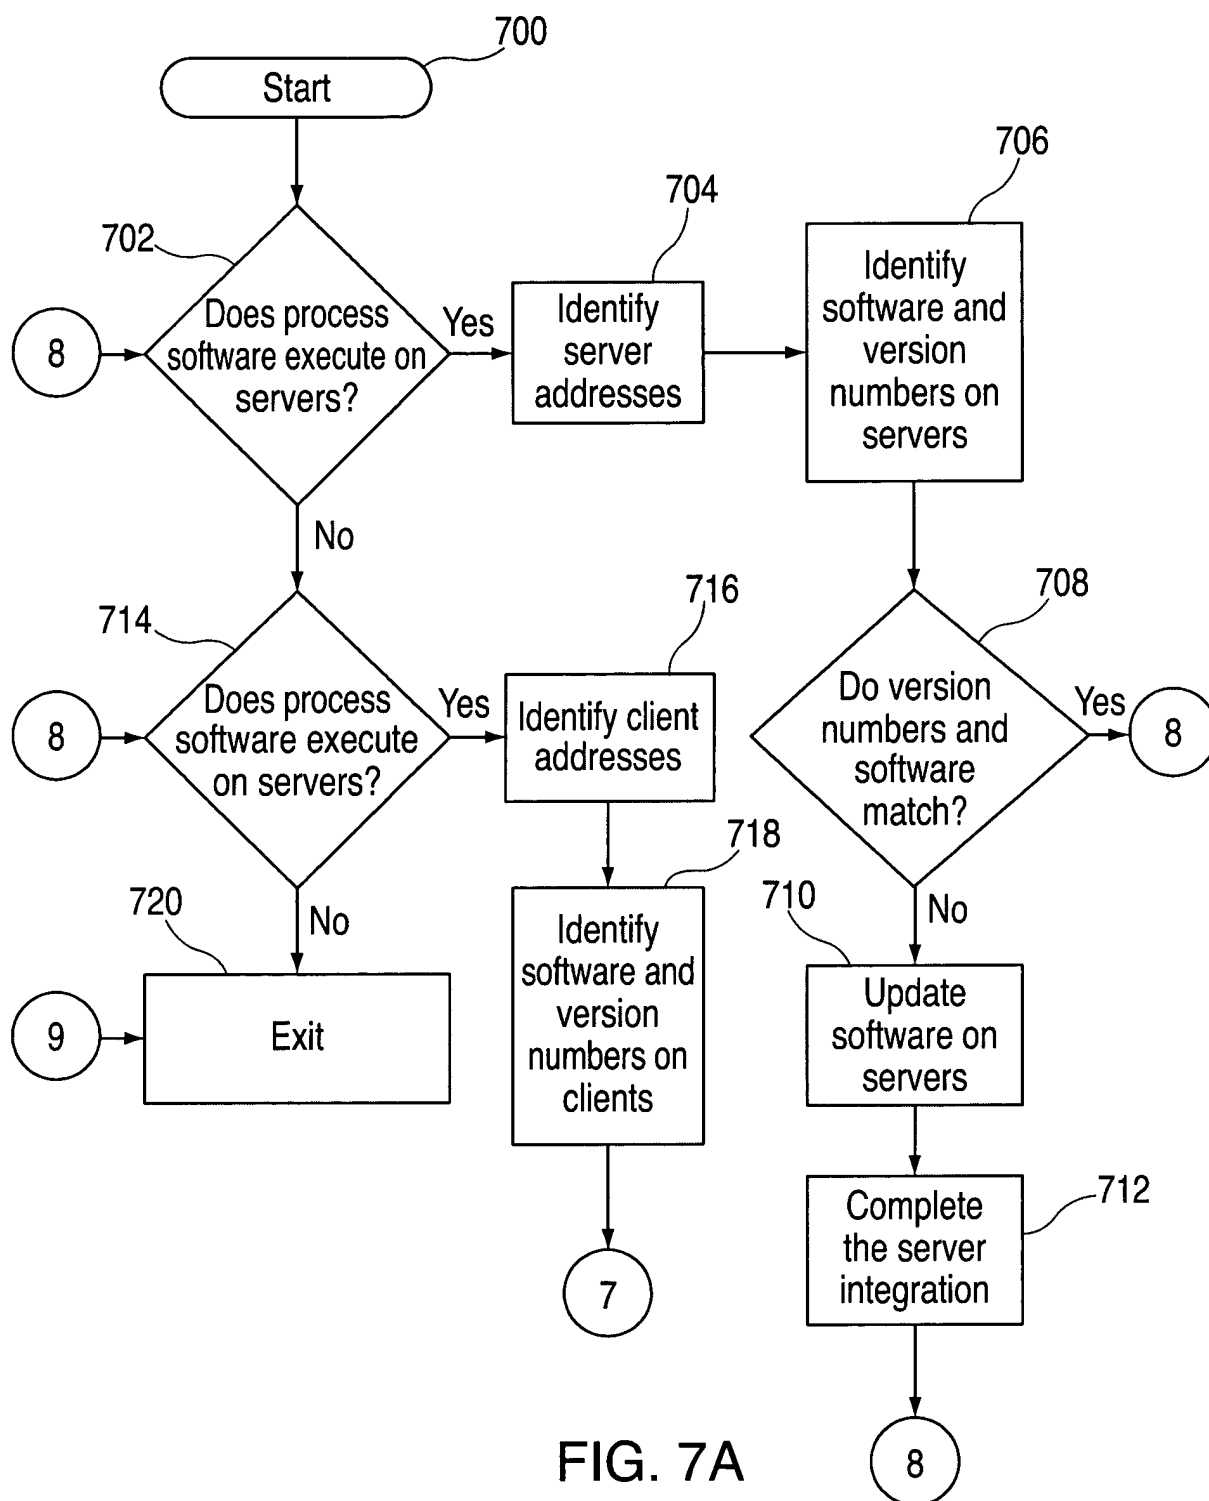 700
Start
702
8
Does process
software execute on
servers?
Yes
704
Identify
server
addresses
706
Identify
software and
version
numbers on
servers
No
714
8
Does process
software execute
on servers?
Yes
716
Identify client
addresses
708
Do version
numbers and
software
match?
Yes
8
No
720
9
Exit
718
Identify
software and
version
numbers on
clients
7
No
710
Update
software on
servers
712
Complete
the server
integration
8
FIG. 7A